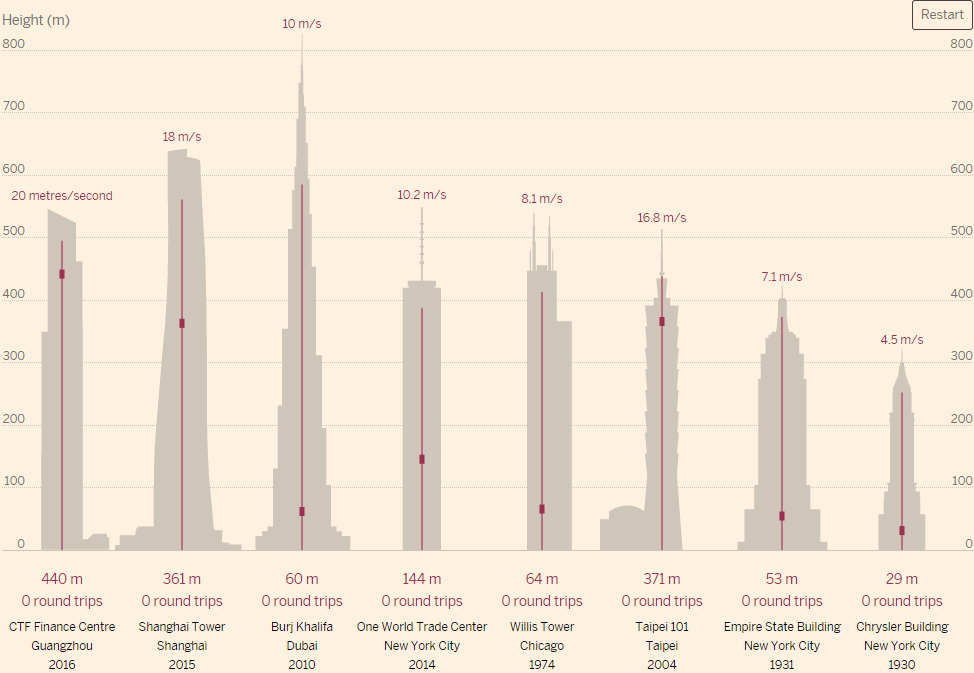 Height (m)
Restart
10 m/s
800
800
700
700
18 m/s
600
600
20 metres/second
10.2 m/s
8.1 m/s
16.8 m/s
500
500
7.1 m/s
400
400
4.5 m/s
300
300
200
200
100
100
0
0
440 m
361 m
60 m
144 m
64 m
371 m
53 m
29 m
0 round trips
0 round trips
0 round trips
0 round trips
0 round trips
0 round trips
0 round trips
0 round trips
CTF Finance Centre
Shanghai Tower
Burj Khalifa
One World Trade Center
Willis Tower
Taipei 101
Empire State Building
Chrysler Building
Guangzhou
Shanghai
Dubai
New York City
Chicago
Taipei
New York City
New York City
2016
2015
2010
2014
1974
2004
1931
1930